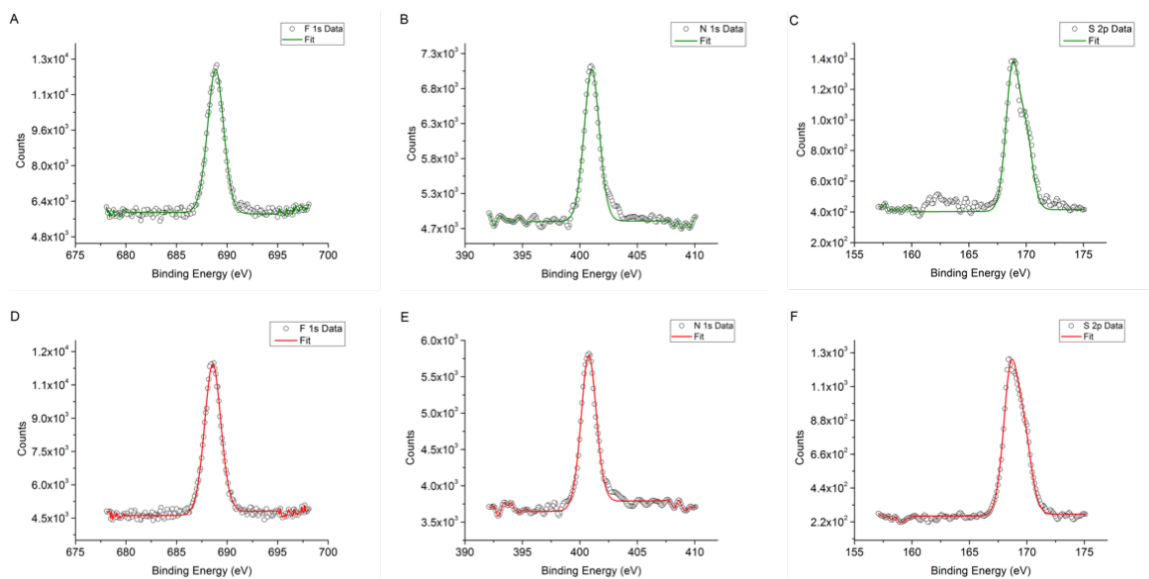 A
F 1s Data
Fit
1.3x10⁴
1.1x10⁴
9.6x10³
8.0x10³
6.4x10³
4.8x10³
Counts
675 680 685 690 695 700
Binding Energy (eV)
B
N 1s Data
Fit
7.3x10³
6.8x10³
6.3x10³
5.8x10³
5.3x10³
4.7x10³
Counts
390 395 400 405 410
Binding Energy (eV)
C
S 2p Data
Fit
1.4x10³
1.2x10³
1.0x10³
8.0x10²
6.0x10²
4.0x10²
2.0x10²
Counts
155 160 165 170 175
Binding Energy (eV)
D
F 1s Data
Fit
1.2x10⁴
1.1x10⁴
9.0x10³
7.5x10³
6.0x10³
4.5x10³
Counts
675 680 685 690 695 700
Binding Energy (eV)
E
N 1s Data
Fit
6.0x10³
5.5x10³
5.0x10³
4.5x10³
4.0x10³
3.5x10³
Counts
390 395 400 405 410
Binding Energy (eV)
F
S 2p Data
Fit
1.3x10³
1.1x10³
8.8x10²
6.6x10²
4.4x10²
2.2x10²
Counts
155 160 165 170 175
Binding Energy (eV)